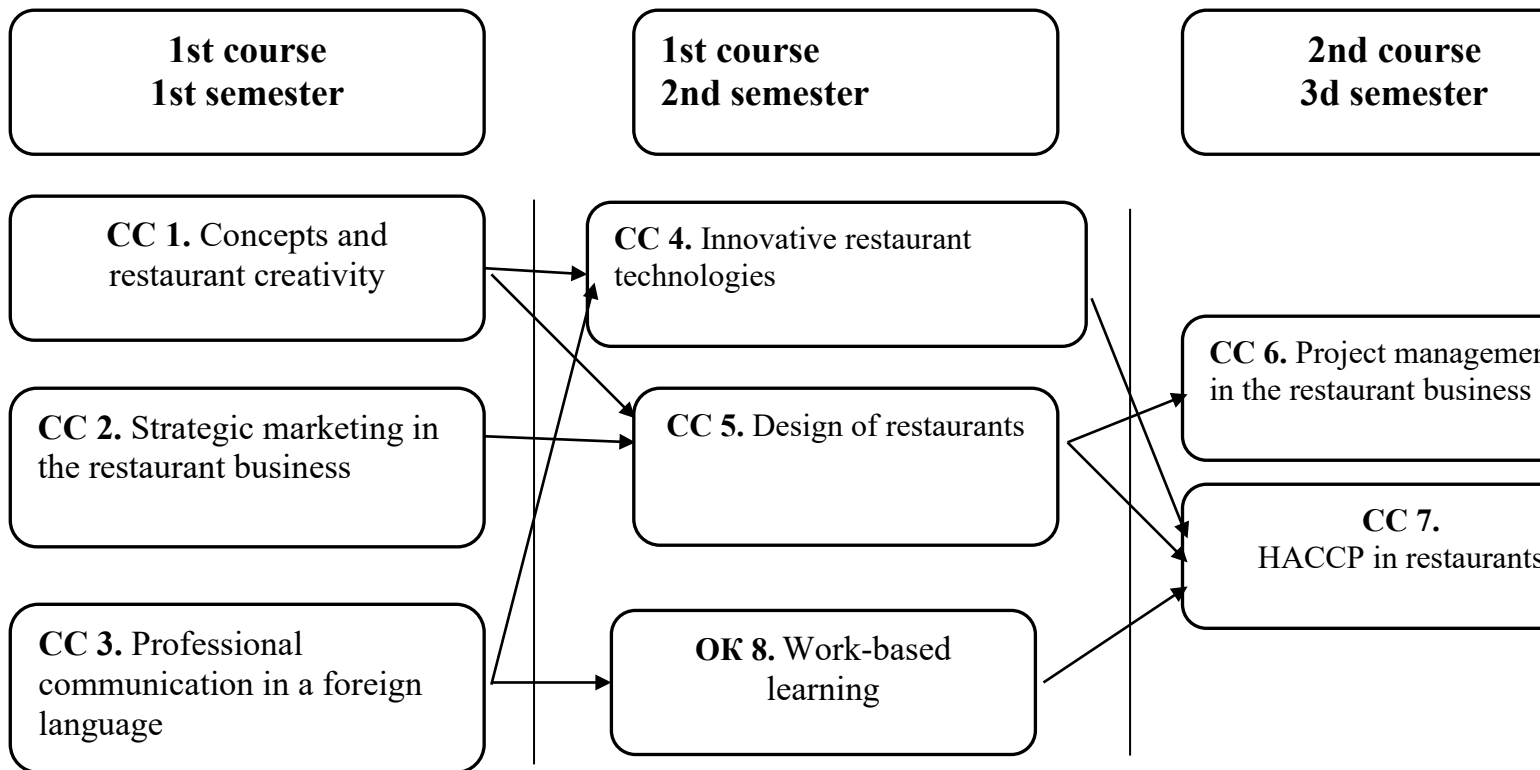 1st course
1st semester
1st course
2nd semester
2nd course
3d semester
CC 1. Concepts and
restaurant creativity
CC 2. Strategic marketing in
the restaurant business
CC 3. Professional
communication in a foreign
language
CC 4. Innovative restaurant
technologies
CC 5. Design of restaurants
ОК 8. Work-based
learning
CC 6. Project managemen
in the restaurant business
CC 7.
HACCP in restaurants